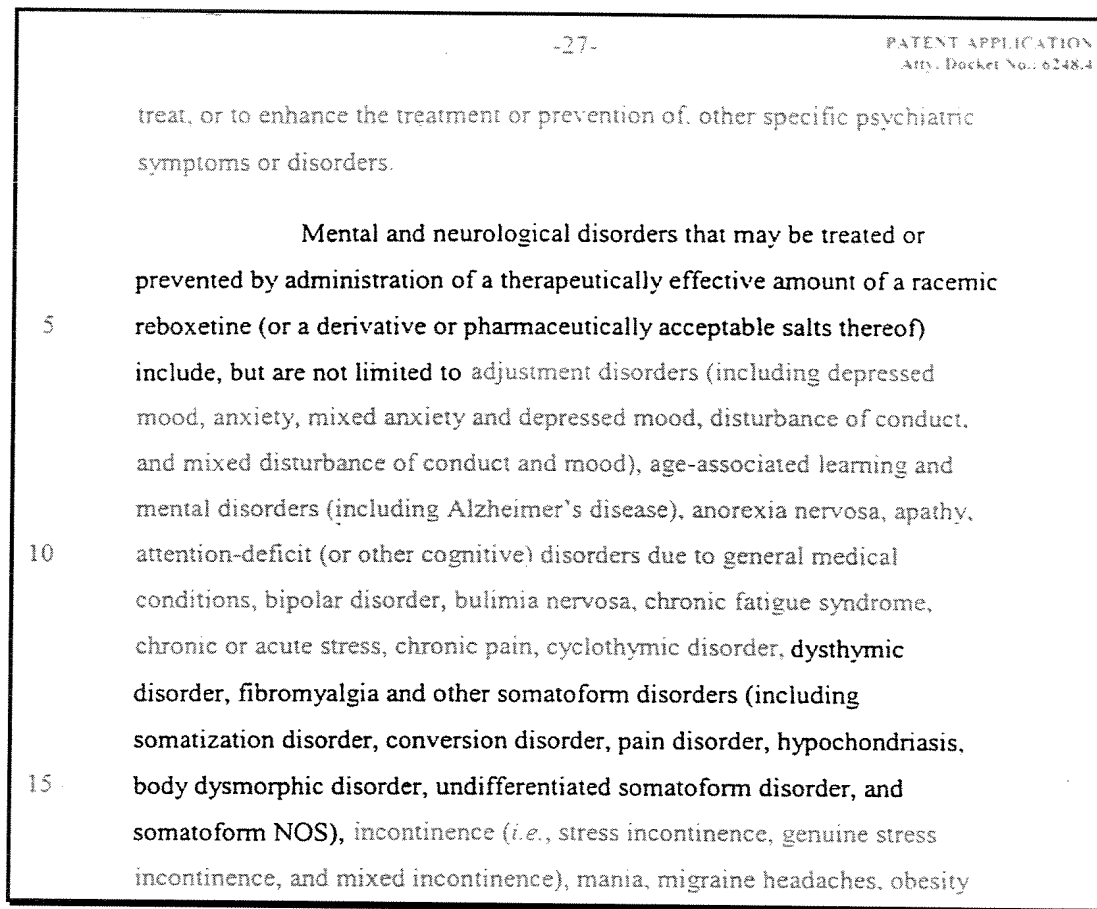 -27-
PATENT APPLICATION
Atty. Docket No.: 6248.4
treat, or to enhance the treatment or prevention of, other specific psychiatric
symptoms or disorders.
Mental and neurological disorders that may be treated or
prevented by administration of a therapeutically effective amount of a racemic
5 reboxetine (or a derivative or pharmaceutically acceptable salts thereof)
include, but are not limited to adjustment disorders (including depressed
mood, anxiety, mixed anxiety and depressed mood, disturbance of conduct,
and mixed disturbance of conduct and mood), age-associated learning and
mental disorders (including Alzheimer's disease), anorexia nervosa, apathy,
10 attention-deficit (or other cognitive) disorders due to general medical
conditions, bipolar disorder, bulimia nervosa, chronic fatigue syndrome,
chronic or acute stress, chronic pain, cyclothymic disorder, dysthymic
disorder, fibromyalgia and other somatoform disorders (including
somatization disorder, conversion disorder, pain disorder, hypochondriasis,
15 body dysmorphic disorder, undifferentiated somatoform disorder, and
somatoform NOS), incontinence (i.e., stress incontinence, genuine stress
incontinence, and mixed incontinence), mania, migraine headaches, obesity